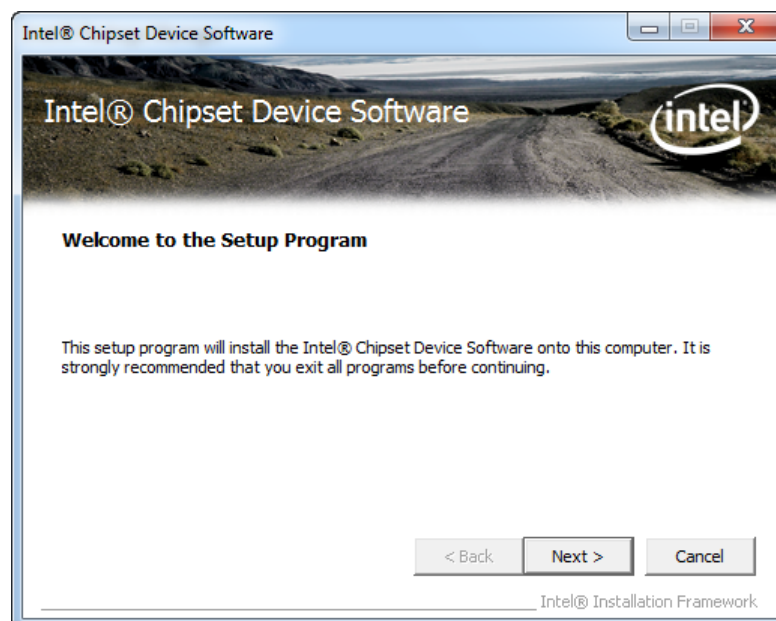 Intel® Chipset Device Software
Intel® Chipset Device Software
intel®
Welcome to the Setup Program
This setup program will install the Intel® Chipset Device Software onto this computer. It is
strongly recommended that you exit all programs before continuing.
< Back Next > Cancel
Intel® Installation Framework